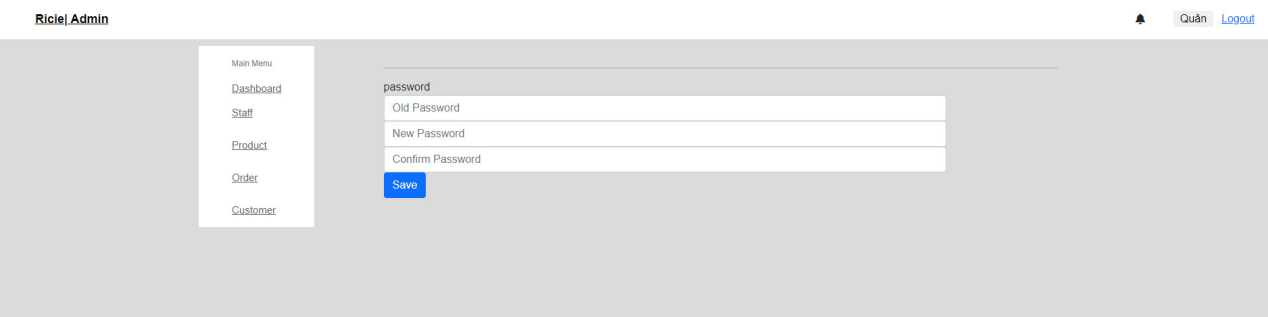 Ricie| Admin
Quân Logout
Main Menu
Dashboard
Staff
Product
Order
Customer
password
Old Password
New Password
Confirm Password
Save